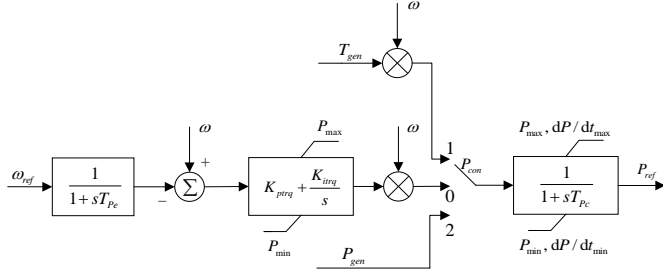 ω
T_gen
ω
+
−
Σ
ω_ref
1
1+sT_Pe
P_max
K_ptrq + K_itrq
s
P_min
ω
1
0
2
P_con
P_gen
P_max, dP/dt_max
1
1+sT_Pc
P_min, dP/dt_min
P_ref